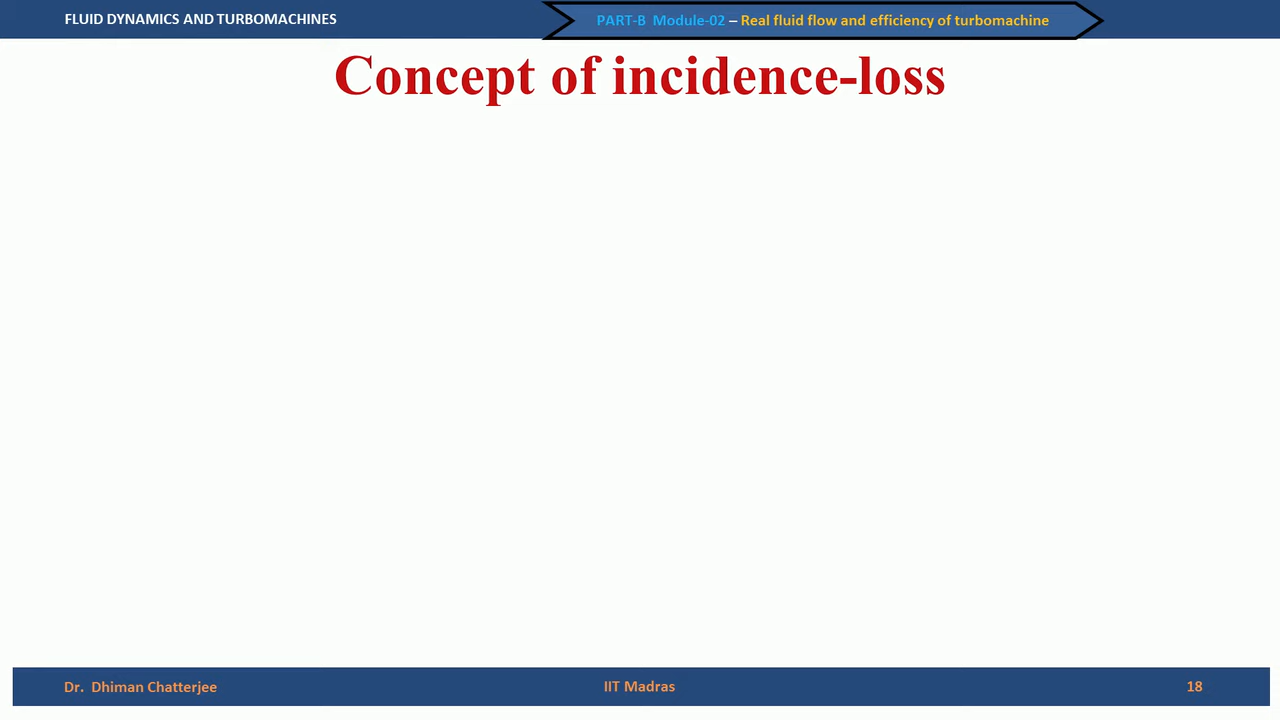 FLUID DYNAMICS AND TURBOMACHINES
PART-B Module-02 – Real fluid flow and efficiency of turbomachine
Concept of incidence-loss
Dr. Dhiman Chatterjee
IIT Madras
18